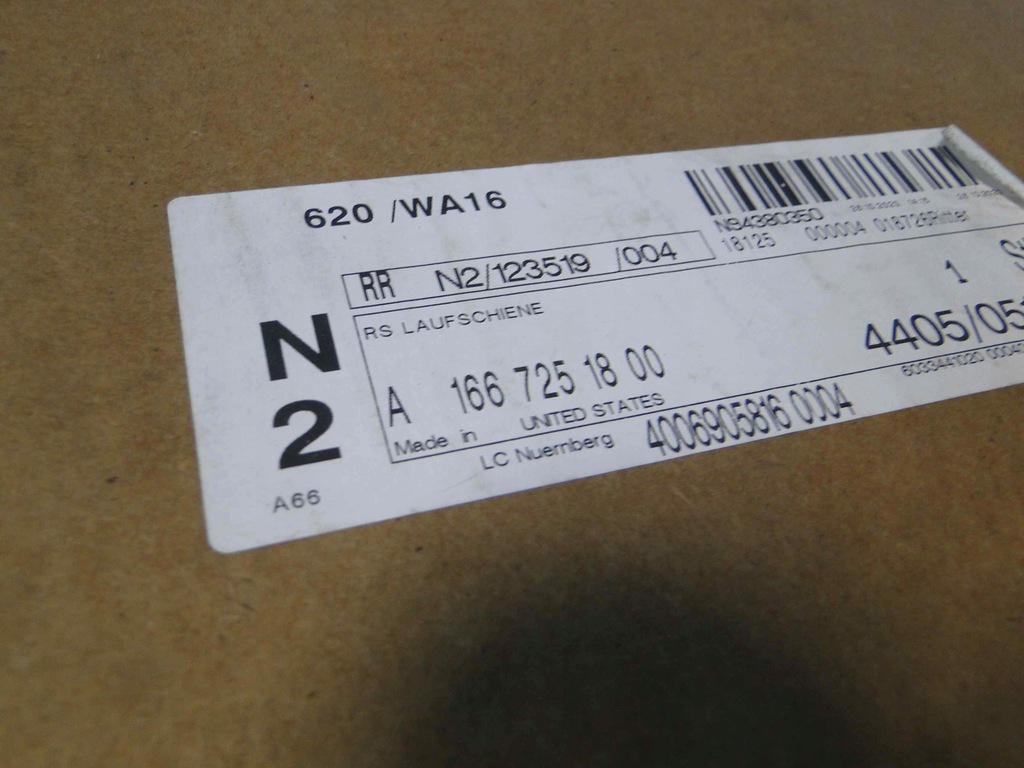 620 /WA16
N94380350
18125 000004 018728Ritter
RR N2/123519 /004
N
2
A66
RS LAUFSCHIENE
1
A 166 725 18 00
4405/05
Made in UNITED STATES
LC Nuernberg 4006905816 0004